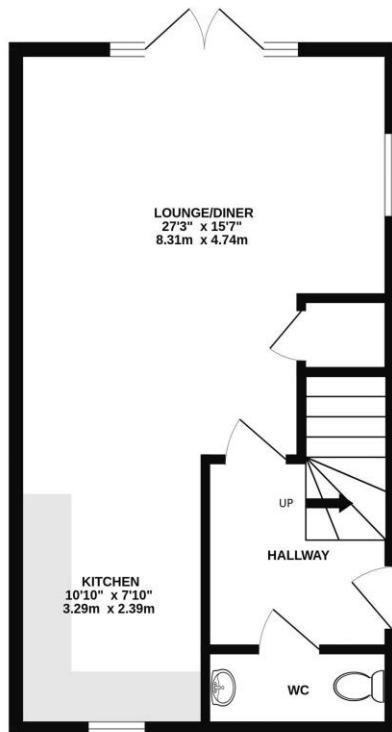 LOUNGE/DINER
27'3" x 15'7"
8.31m x 4.74m
UP
HALLWAY
KITCHEN
10'10" x 7'10"
3.29m x 2.39m
WC